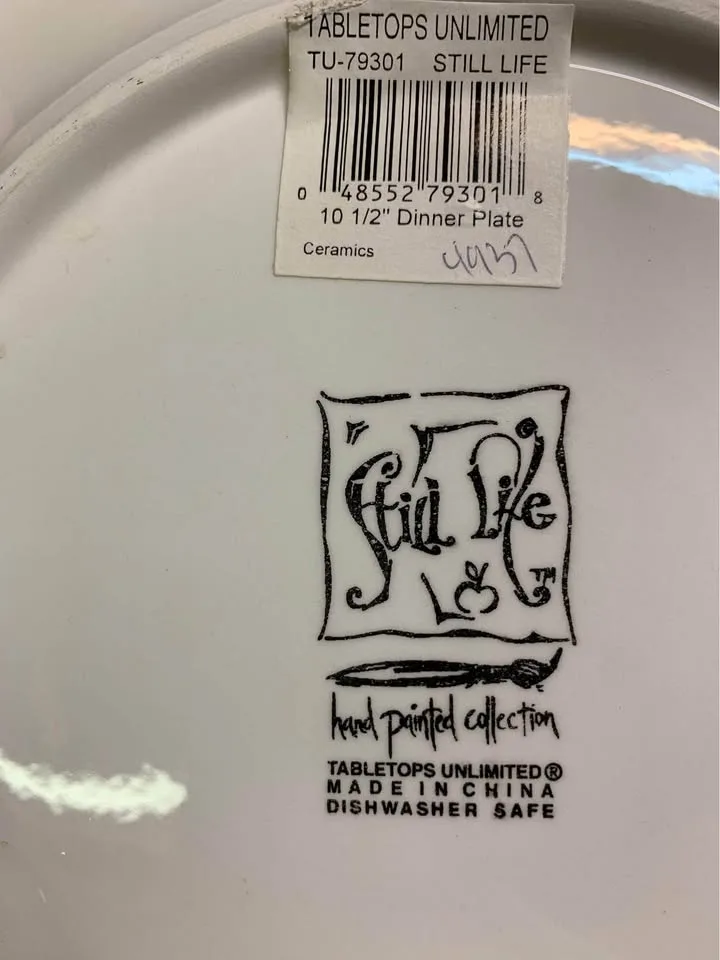 TABLETOPS UNLIMITED
TU-79301 STILL LIFE
0 48552 79301 8
10 1/2" Dinner Plate
Ceramics 4937
Still Life
TM
hand painted collection
TABLETOPS UNLIMITED®
MADE IN CHINA
DISHWASHER SAFE